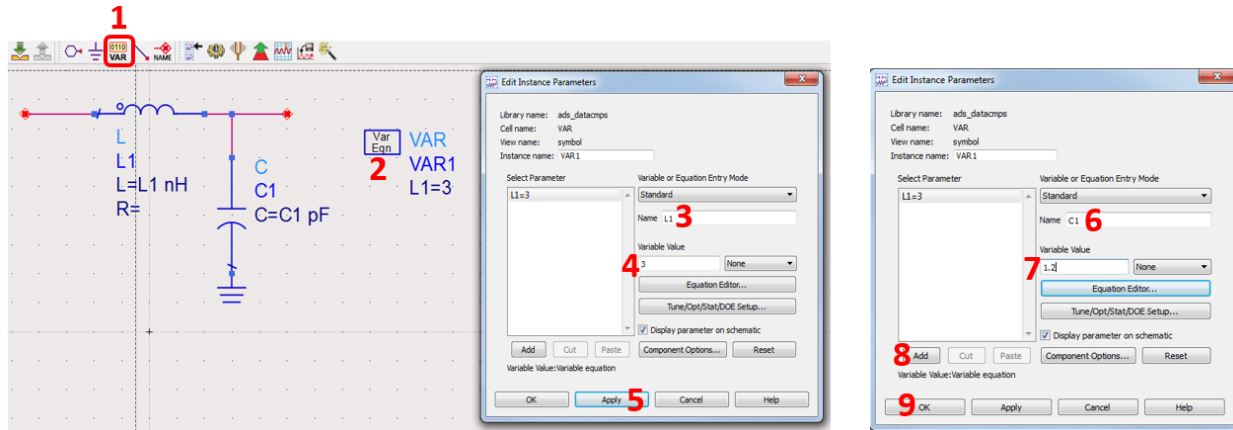 1
0110
VAR
NAME
L
L1
L=L1 nH
R=
C
C1
C=C1 pF
Var
Eqn
2
VAR
VAR1
L1=3
Edit Instance Parameters
Library name: ads_datacmps
Cell name: VAR
View name: symbol
Instance name: VAR1
Select Parameter
L1=3
Variable or Equation Entry Mode
Standard
Name L1 3
Variable Value
4 3 None
Equation Editor...
Tune/Opt/Stat/DOE Setup...
Display parameter on schematic
Add Cut Paste Component Options... Reset
Variable Value:Variable equation
OK Apply 5 Cancel Help
Edit Instance Parameters
Library name: ads_datacmps
Cell name: VAR
View name: symbol
Instance name: VAR1
Select Parameter
L1=3
Variable or Equation Entry Mode
Standard
Name C1 6
Variable Value
7 1.2 None
Equation Editor...
Tune/Opt/Stat/DOE Setup...
Display parameter on schematic
8 Add Cut Paste Component Options... Reset
Variable Value:Variable equation
9 OK Apply Cancel Help